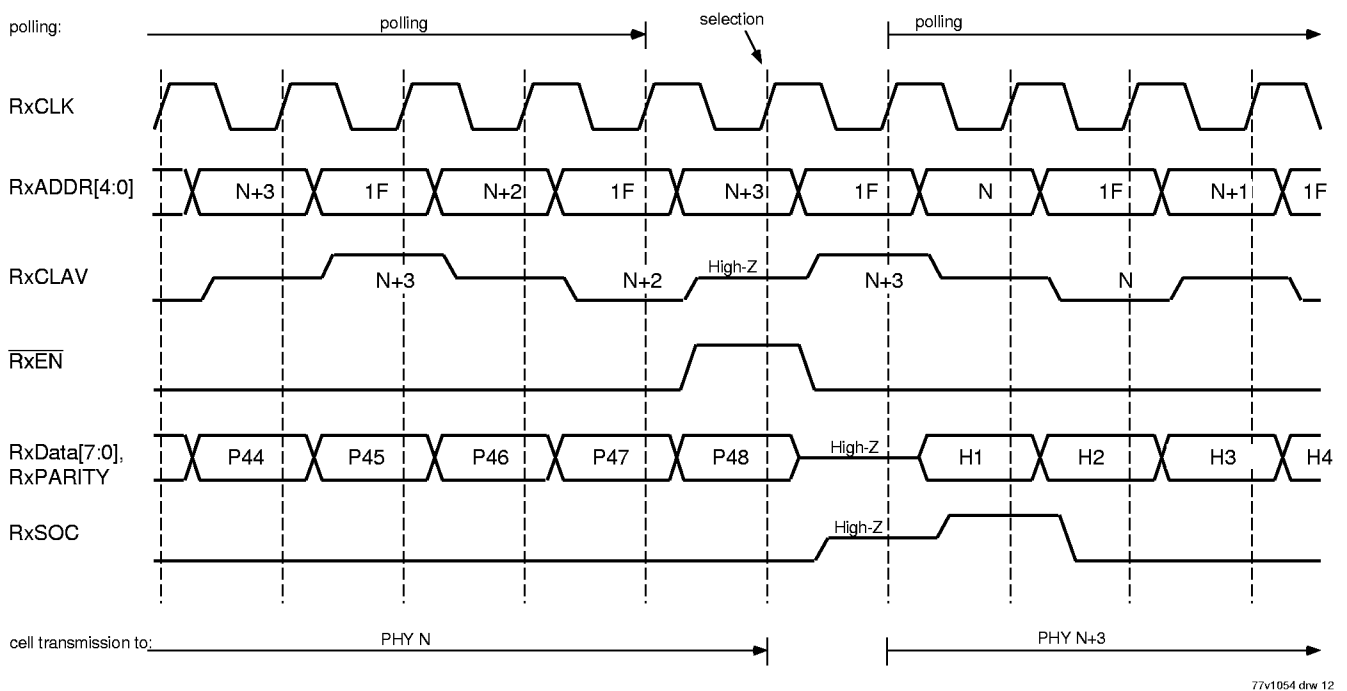 polling: polling selection polling
RxCLK
RxADDR[4:0] N+3 1F N+2 1F N+3 1F N 1F N+1 1F
RxCLAV N+3 N+2 High-Z N+3 N
RxEN
RxData[7:0], RxPARITY P44 P45 P46 P47 P48 High-Z H1 H2 H3 H4
RxSOC High-Z
cell transmission to: PHY N PHY N+3
77v1054 drw 12